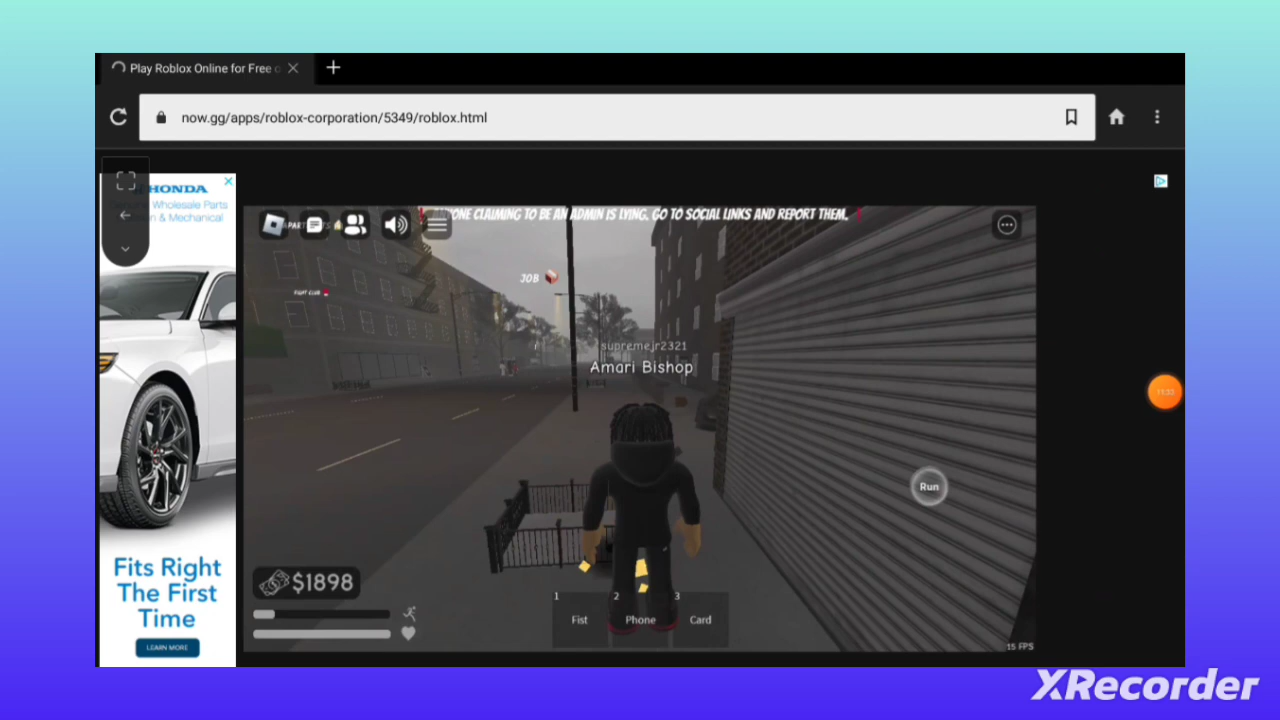 Play Roblox Online for Free o
now.gg/apps/roblox-corporation/5349/roblox.html
HONDA
Wholesale Parts
& Mechanical
CLAIMING TO BE AN ADMIN IS LYING. GO TO SOCIAL LINKS AND REPORT THEM.
JOB
FIGHT CLUB
supremejr2321
Amari Bishop
11:33
Run
Fits Right
The First
Time
LEARN MORE
$1898
1 2 3
Fist Phone Card
15 FPS
XRecorder